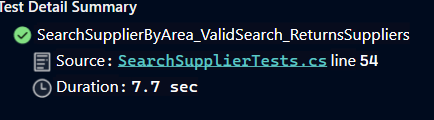 Test Detail Summary
SearchSupplierByArea_ValidSearch_ReturnsSuppliers
Source: SearchSupplierTests.cs line 54
Duration: 7.7 sec